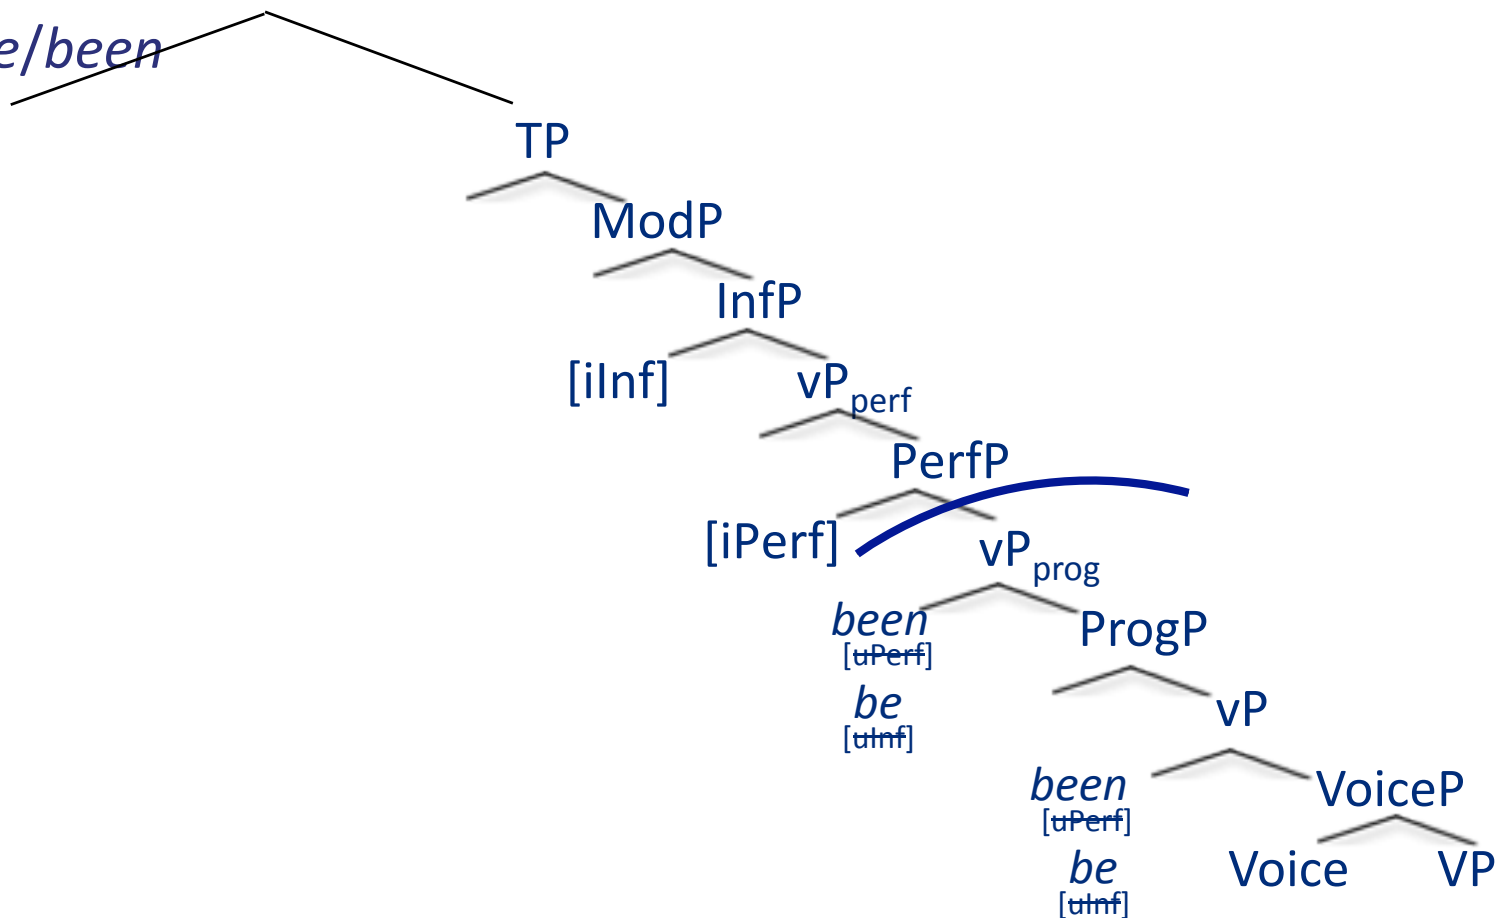 e/been
TP
ModP
InfP
[iInf] vPperf
PerfP
[iPerf] vPprog
been ProgP
[uPerf]
be vP
[uInf]
been VoiceP
[uPerf]
be Voice VP
[uInf]